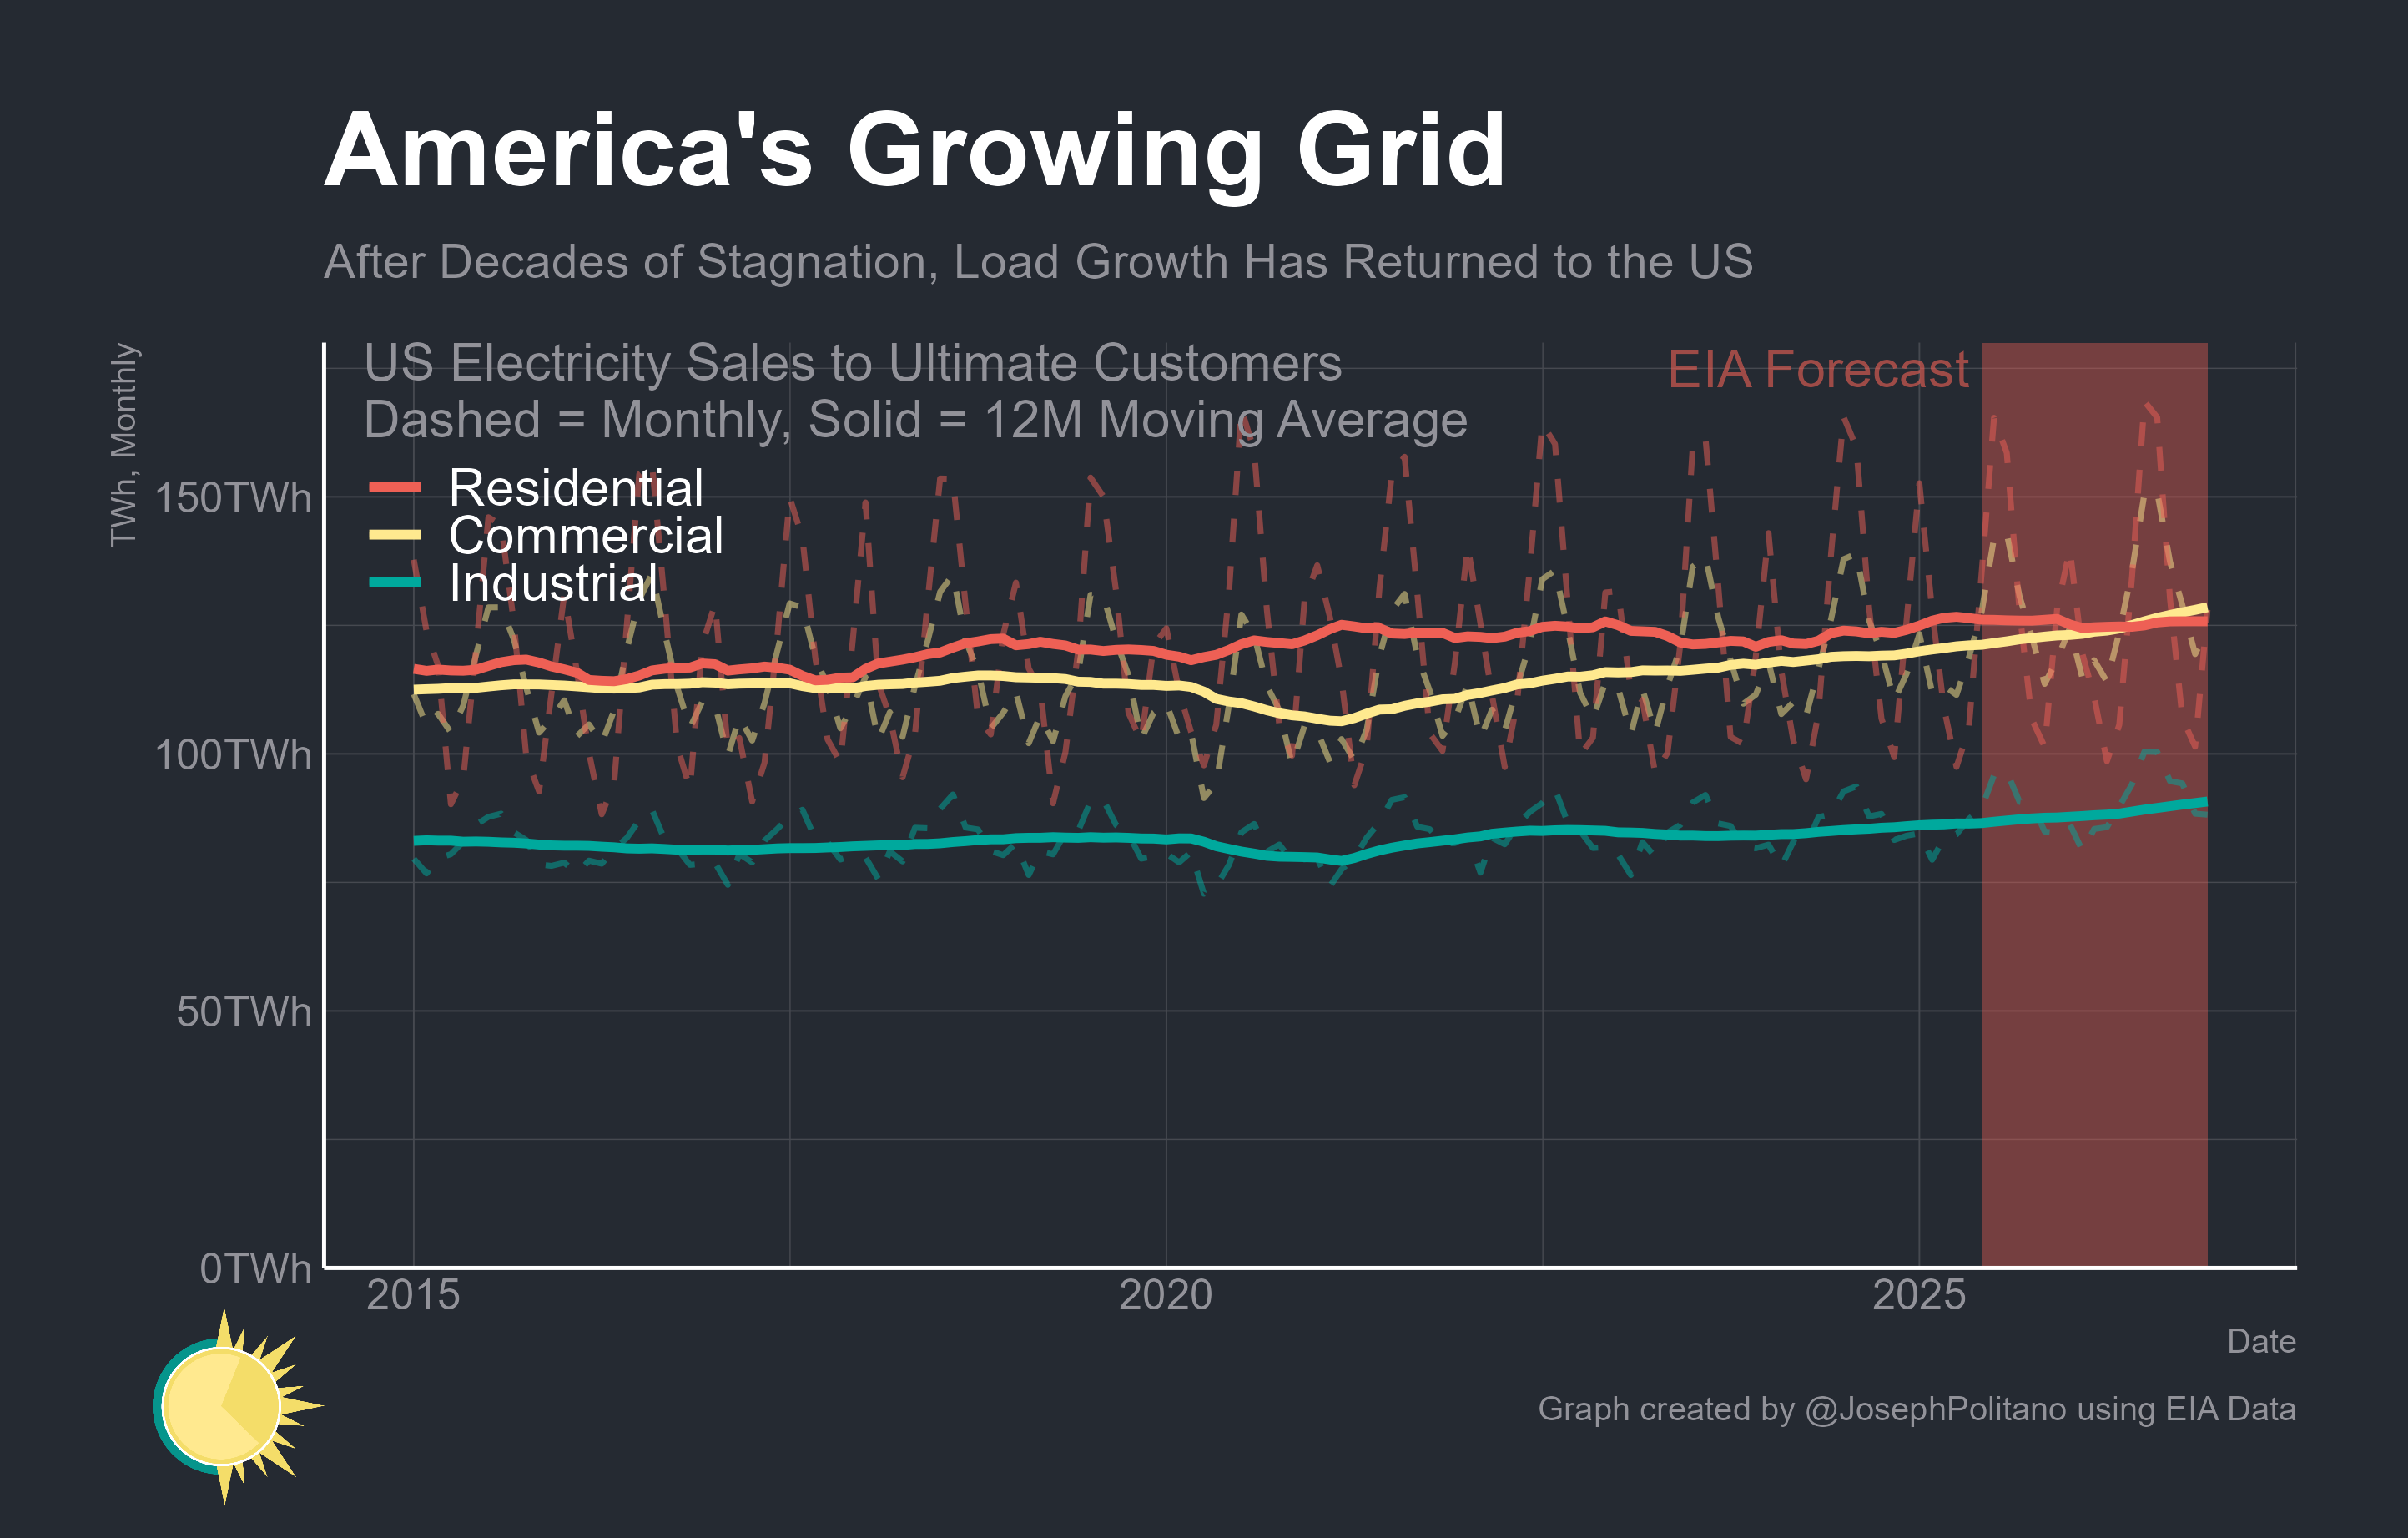 America's Growing Grid
After Decades of Stagnation, Load Growth Has Returned to the US
TWh, Monthly
US Electricity Sales to Ultimate Customers
Dashed = Monthly, Solid = 12M Moving Average
EIA Forecast
Residential
Commercial
Industrial
150TWh
100TWh
50TWh
0TWh
2015
2020
2025
Date
Graph created by @JosephPolitano using EIA Data